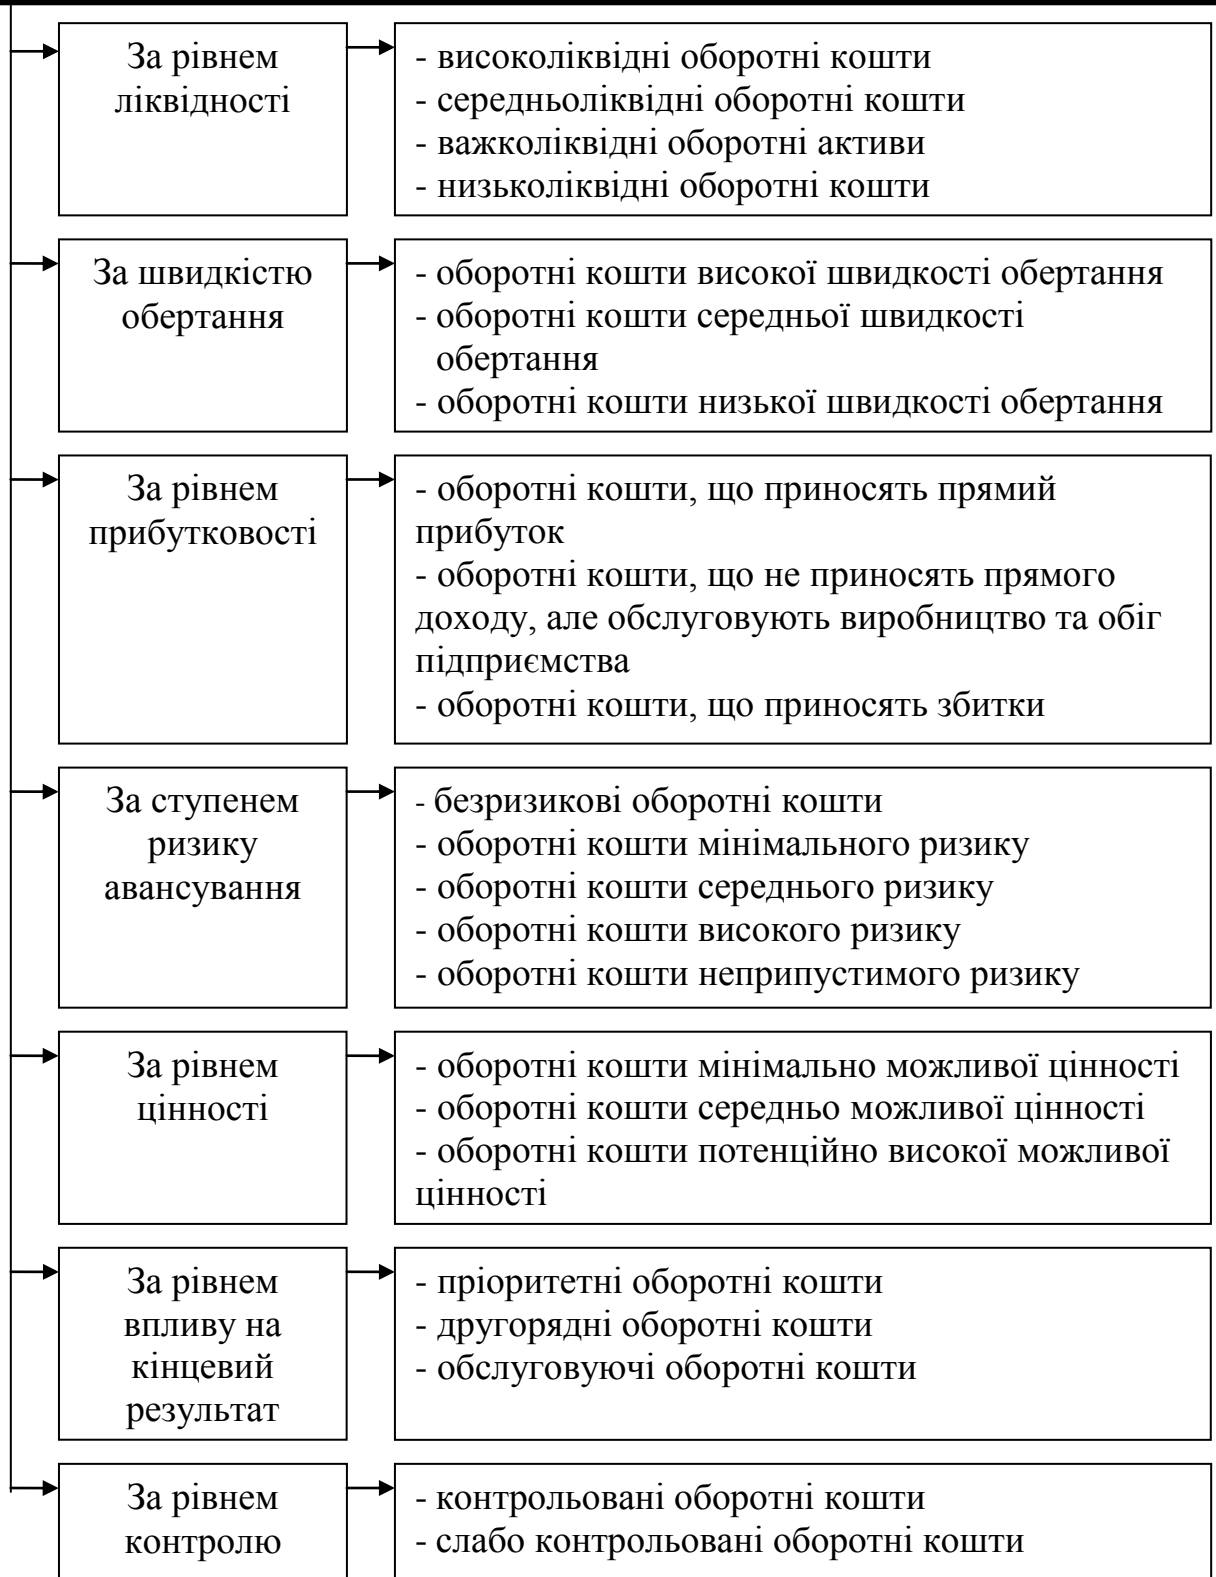 За рівнем
ліквідності
- високоліквідні оборотні кошти
- середньоліквідні оборотні кошти
- важколіквідні оборотні активи
- низьколіквідні оборотні кошти
За швидкістю
обертання
- оборотні кошти високої швидкості обертання
- оборотні кошти середньої швидкості
обертання
- оборотні кошти низької швидкості обертання
За рівнем
прибутковості
- оборотні кошти, що приносять прямий
прибуток
- оборотні кошти, що не приносять прямого
доходу, але обслуговують виробництво та обіг
підприємства
- оборотні кошти, що приносять збитки
За ступенем
ризику
авансування
- безризикові оборотні кошти
- оборотні кошти мінімального ризику
- оборотні кошти середнього ризику
- оборотні кошти високого ризику
- оборотні кошти неприпустимого ризику
За рівнем
цінності
- оборотні кошти мінімально можливої цінності
- оборотні кошти середньо можливої цінності
- оборотні кошти потенційно високої можливої
цінності
За рівнем
впливу на
кінцевий
результат
- пріоритетні оборотні кошти
- другорядні оборотні кошти
- обслуговуючі оборотні кошти
За рівнем
контролю
- контрольовані оборотні кошти
- слабо контрольовані оборотні кошти